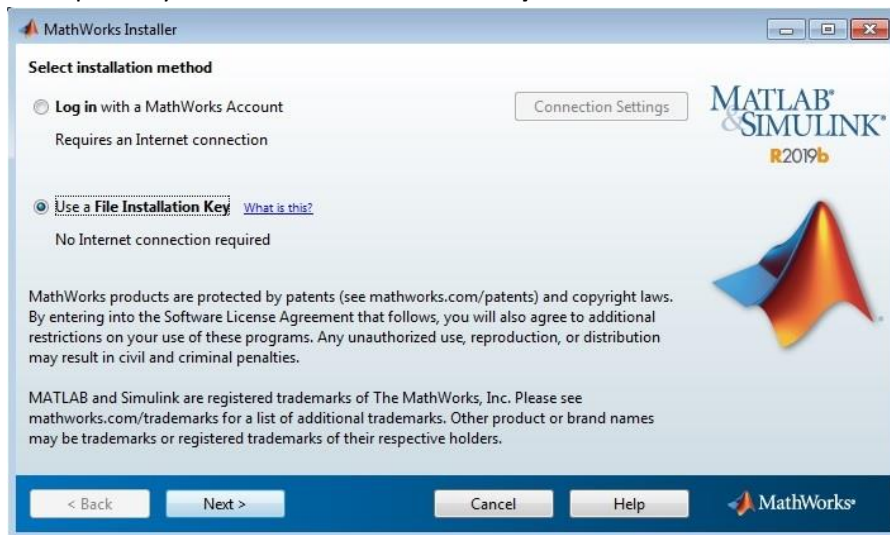 MathWorks Installer
Select installation method
Log in with a MathWorks Account
Connection Settings
Requires an Internet connection
MATLAB®
&SIMULINK®
R2019b
Use a File Installation Key What is this?
No Internet connection required
MathWorks products are protected by patents (see mathworks.com/patents) and copyright laws.
By entering into the Software License Agreement that follows, you will also agree to additional
restrictions on your use of these programs. Any unauthorized use, reproduction, or distribution
may result in civil and criminal penalties.
MATLAB and Simulink are registered trademarks of The MathWorks, Inc. Please see
mathworks.com/trademarks for a list of additional trademarks. Other product or brand names
may be trademarks or registered trademarks of their respective holders.
< Back Next > Cancel Help MathWorks®